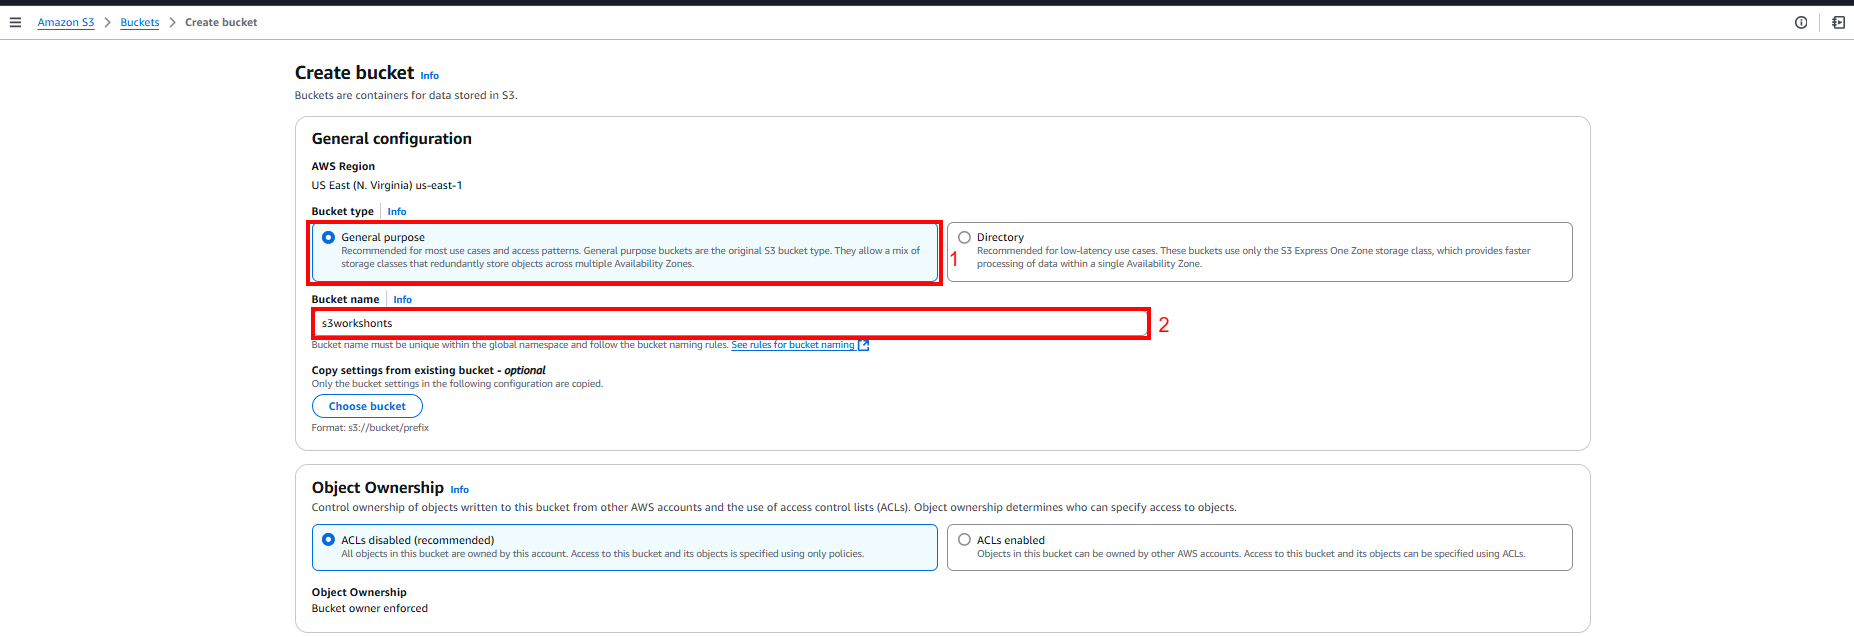 Amazon S3 > Buckets > Create bucket
Create bucket Info
Buckets are containers for data stored in S3.
General configuration
AWS Region
US East (N. Virginia) us-east-1
Bucket type Info
General purpose
Recommended for most use cases and access patterns. General purpose buckets are the original S3 bucket type. They allow a mix of
storage classes that redundantly store objects across multiple Availability Zones.
1
Directory
Recommended for low-latency use cases. These buckets use only the S3 Express One Zone storage class, which provides faster
processing of data within a single Availability Zone.
Bucket name Info
s3workshonts
2
Bucket name must be unique within the global namespace and follow the bucket naming rules. See rules for bucket naming
Copy settings from existing bucket - optional
Only the bucket settings in the following configuration are copied.
Choose bucket
Format: s3://bucket/prefix
Object Ownership Info
Control ownership of objects written to this bucket from other AWS accounts and the use of access control lists (ACLs). Object ownership determines who can specify access to objects.
ACLs disabled (recommended)
All objects in this bucket are owned by this account. Access to this bucket and its objects is specified using only policies.
ACLs enabled
Objects in this bucket can be owned by other AWS accounts. Access to this bucket and its objects can be specified using ACLs.
Object Ownership
Bucket owner enforced